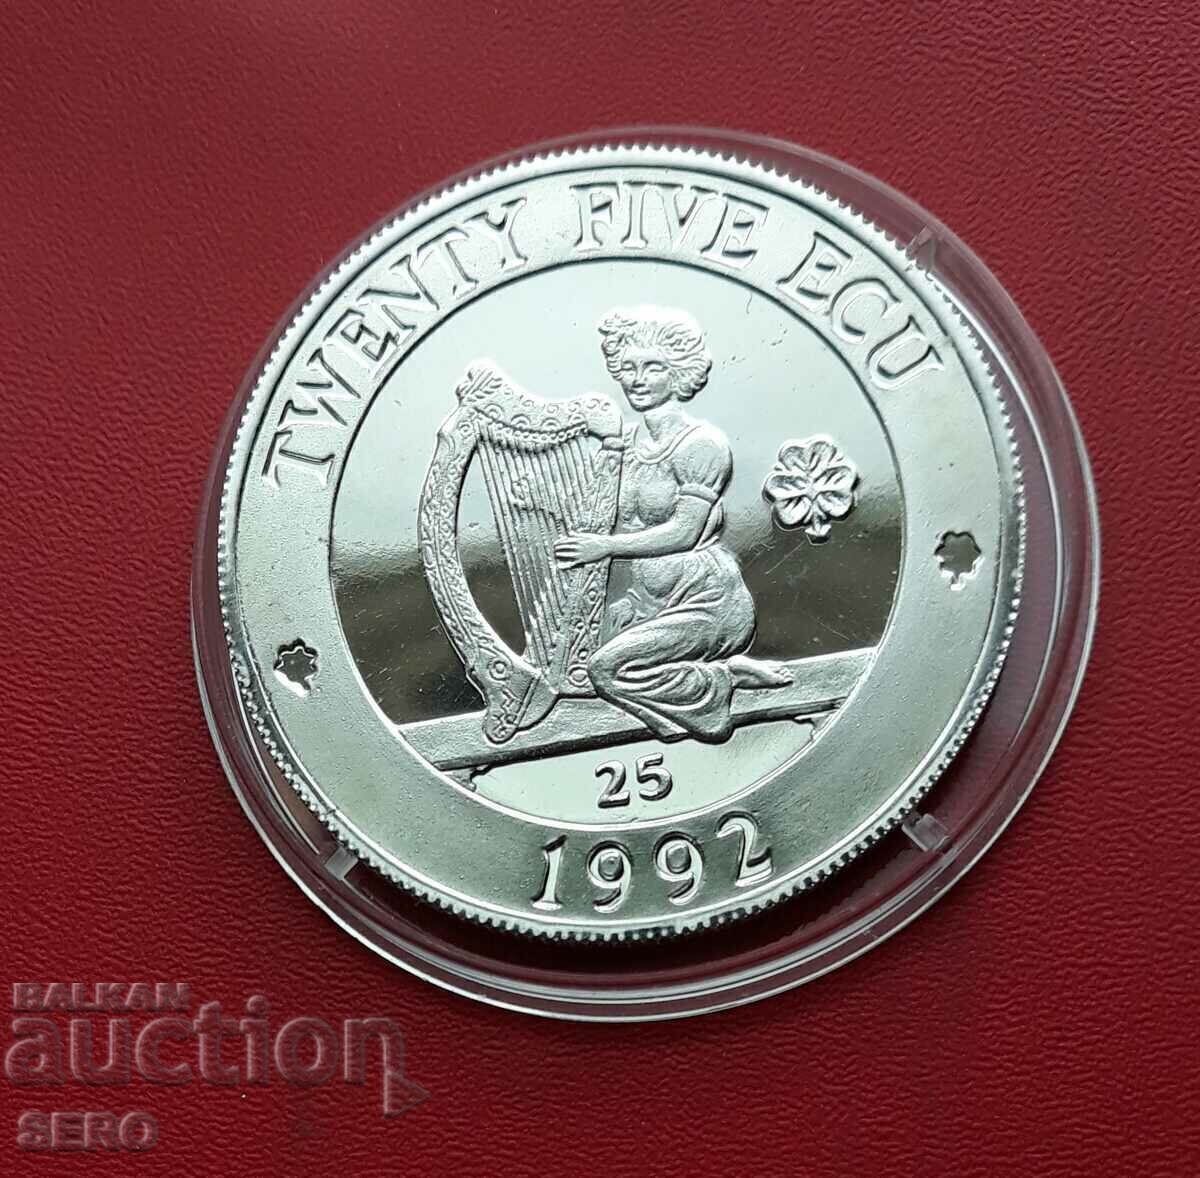 TWENTY FIVE ECU
25
1992
BALKAN
auction
SERO